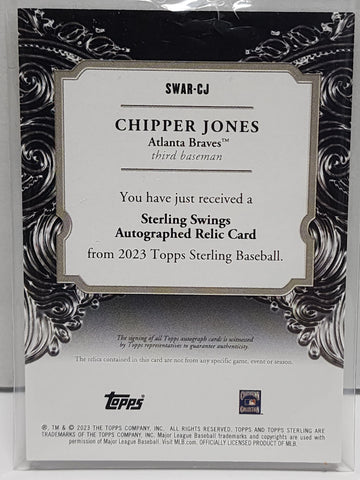 SWAR-CJ
CHIPPER JONES
Atlanta Braves™
third baseman
You have just received a
Sterling Swings
Autographed Relic Card
from 2023 Topps Sterling Baseball.
The signing of all Topps autograph cards is witnessed
by Topps representatives to guarantee authenticity.
The relics contained in this card are not from any specific game, event or season.
Topps
®, TM & © 2023 THE TOPPS COMPANY, INC. ALL RIGHTS RESERVED. TOPPS AND TOPPS STERLING ARE
TRADEMARKS OF THE TOPPS COMPANY, INC. Major League Baseball trademarks and copyrights are used with
permission of Major League Baseball. Visit MLB.com. OFFICIALLY LICENSED PRODUCT OF MLB.